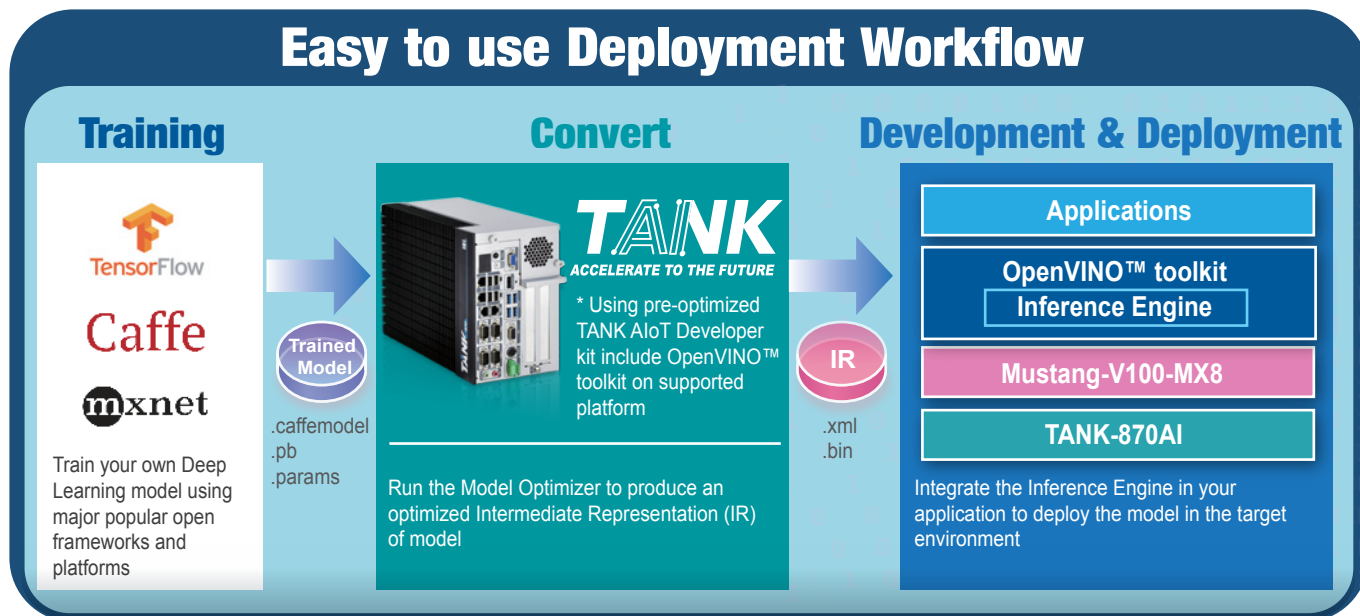 Easy to use Deployment Workflow
Training
TensorFlow
Caffe
mxnet
Train your own Deep
Learning model using
major popular open
frameworks and
platforms
Trained
Model
.caffemodel
.pb
.params
Convert
TANK
ACCELERATE TO THE FUTURE
* Using pre-optimized
TANK AIoT Developer
kit include OpenVINO™
toolkit on supported
platform
Run the Model Optimizer to produce an
optimized Intermediate Representation (IR)
of model
IR
.xml
.bin
Development & Deployment
Applications
OpenVINO™ toolkit
Inference Engine
Mustang-V100-MX8
TANK-870AI
Integrate the Inference Engine in your
application to deploy the model in the target
environment